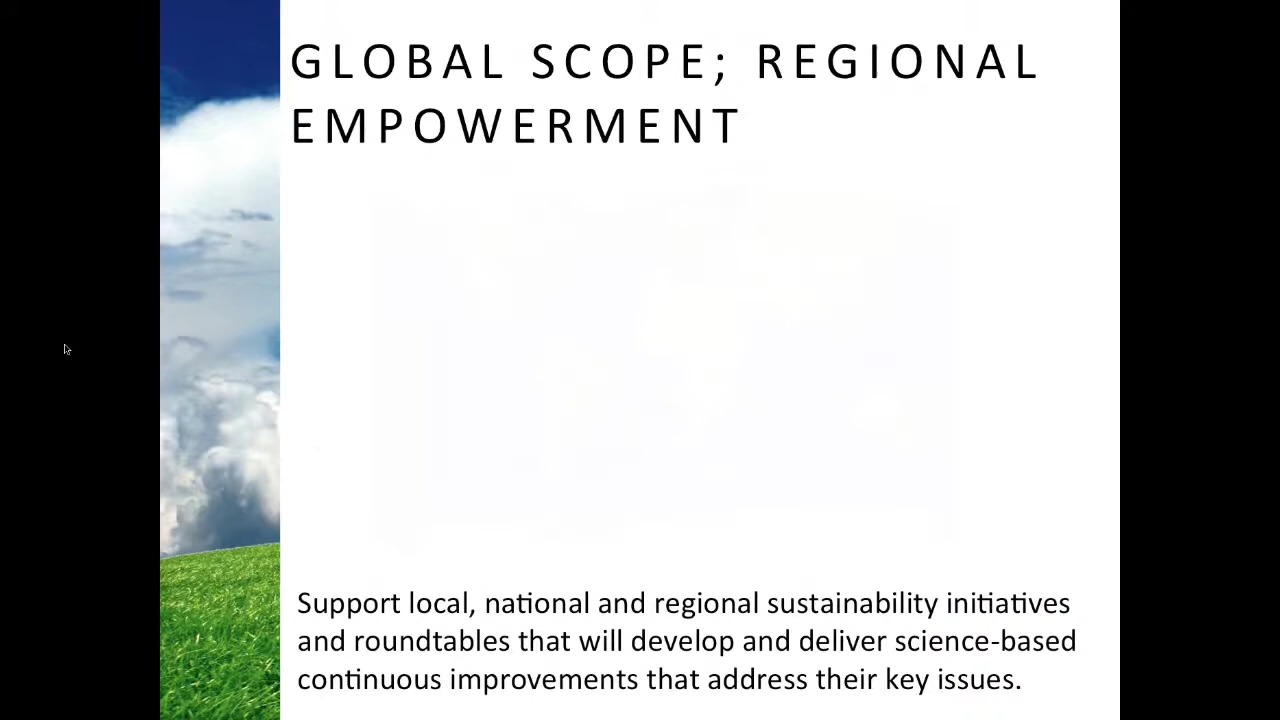 GLOBAL SCOPE; REGIONAL
EMPOWERMENT
Support local, national and regional sustainability initiatives
and roundtables that will develop and deliver science-based
continuous improvements that address their key issues.